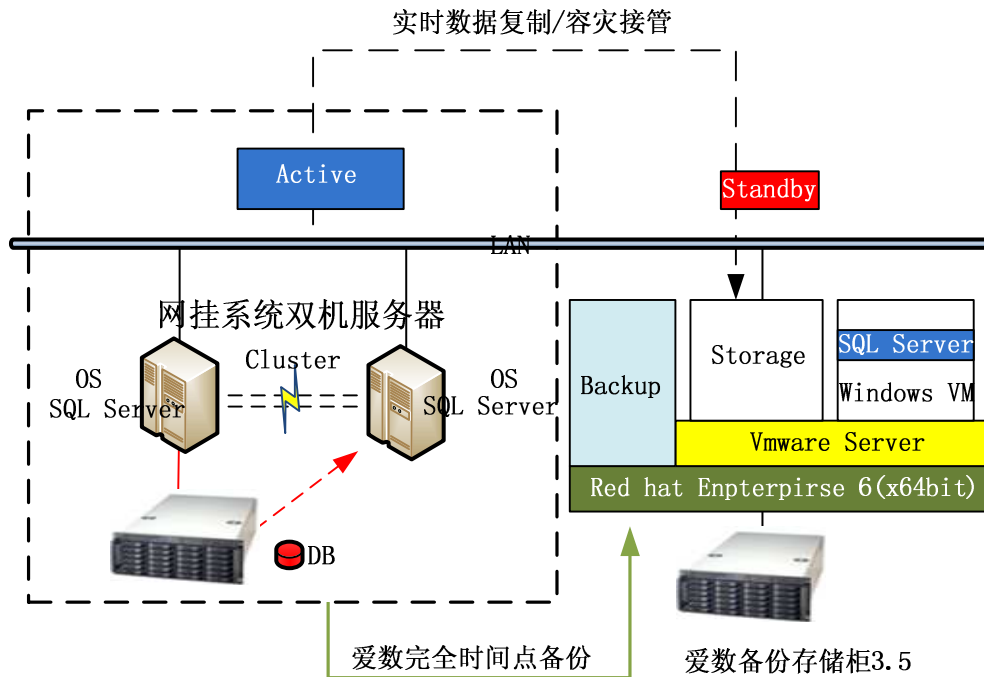 实时数据复制/容灾接管
Active
Standby
LAN
网挂系统双机服务器
Cluster
OS
SQL Server
OS
SQL Server
DB
Backup
Storage
SQL Server
Windows VM
Vmware Server
Red hat Enpterpirse 6(x64bit)
爱数完全时间点备份
爱数备份存储柜3.5